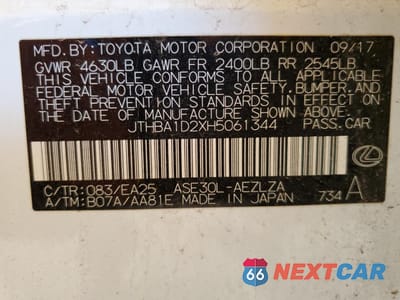 MFD. BY: TOYOTA MOTOR CORPORATION 09/17
GVWR 4630LB GAWR FR 2400LB RR 2545LB
THIS VEHICLE CONFORMS TO ALL APPLICABLE
FEDERAL MOTOR VEHICLE SAFETY, BUMPER, AND
THEFT PREVENTION STANDARDS IN EFFECT ON
THE DATE OF MANUFACTURE SHOWN ABOVE.
JTHBA1D2XH5061344 PASS. CAR
C/TR: 083/EA25 ASE30L-AEZLZA
A/TM: B07A/AA81E MADE IN JAPAN 734 A
66 NEXTCAR